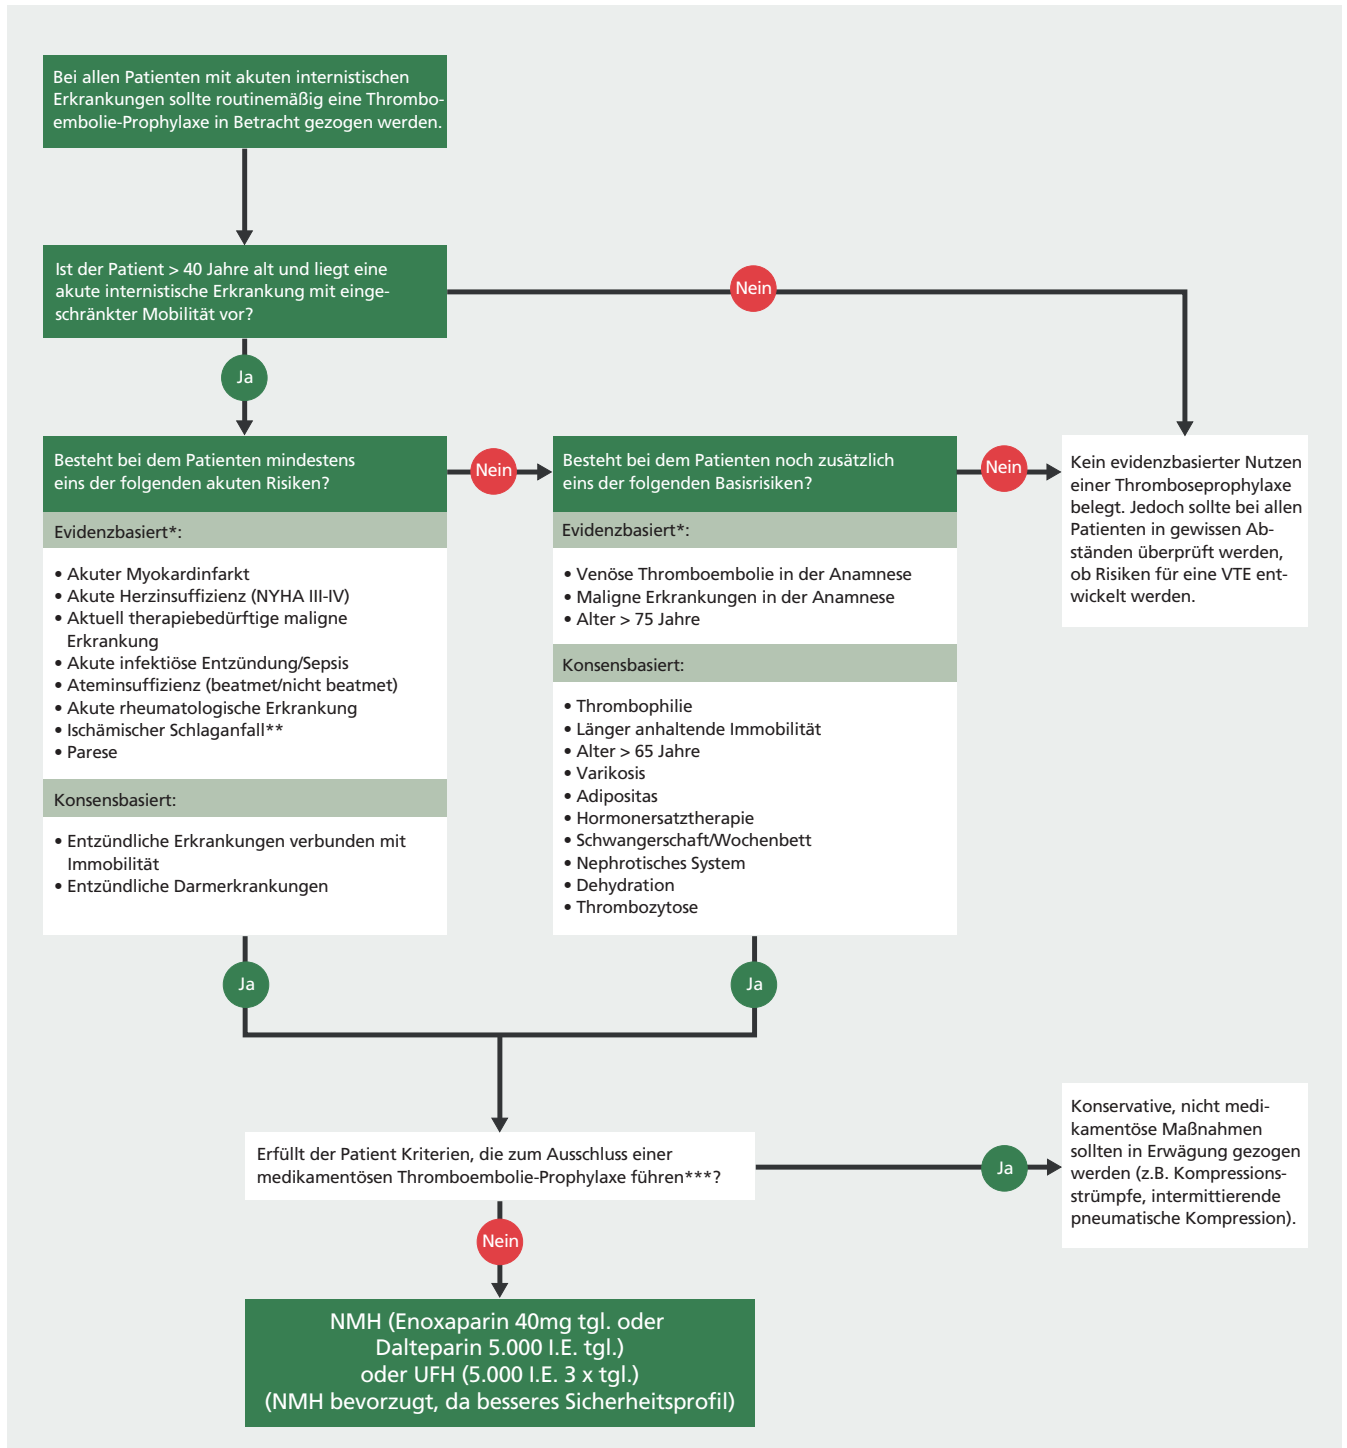 Bei allen Patienten mit akuten internistischen
Erkrankungen sollte routinemäßig eine Thrombo-
embolie-Prophylaxe in Betracht gezogen werden.
Ist der Patient > 40 Jahre alt und liegt eine
akute internistische Erkrankung mit einge-
schränkter Mobilität vor?
Nein
Ja
Besteht bei dem Patienten mindestens
eins der folgenden akuten Risiken?
Evidenzbasiert*:
• Akuter Myokardinfarkt
• Akute Herzinsuffizienz (NYHA III-IV)
• Aktuell therapiebedürftige maligne
Erkrankung
• Akute infektiöse Entzündung/Sepsis
• Ateminsuffizienz (beatmet/nicht beatmet)
• Akute rheumatologische Erkrankung
• Ischämischer Schlaganfall**
• Parese
Konsensbasiert:
• Entzündliche Erkrankungen verbunden mit
Immobilität
• Entzündliche Darmerkrankungen
Nein
Besteht bei dem Patienten noch zusätzlich
eins der folgenden Basisrisiken?
Evidenzbasiert*:
• Venöse Thromboembolie in der Anamnese
• Maligne Erkrankungen in der Anamnese
• Alter > 75 Jahre
Konsensbasiert:
• Thrombophilie
• Länger anhaltende Immobilität
• Alter > 65 Jahre
• Varikosis
• Adipositas
• Hormonersatztherapie
• Schwangerschaft/Wochenbett
• Nephrotisches System
• Dehydration
• Thrombozytose
Nein
Kein evidenzbasierter Nutzen
einer Thromboseprophylaxe
belegt. Jedoch sollte bei allen
Patienten in gewissen Ab-
ständen überprüft werden,
ob Risiken für eine VTE ent-
wickelt werden.
Ja
Ja
Erfüllt der Patient Kriterien, die zum Ausschluss einer
medikamentösen Thromboembolie-Prophylaxe führen***?
Ja
Konservative, nicht medi-
kamentöse Maßnahmen
sollten in Erwägung gezogen
werden (z.B. Kompressions-
strümpfe, intermittierende
pneumatische Kompression).
Nein
NMH (Enoxaparin 40mg tgl. oder
Dalteparin 5.000 I.E. tgl.)
oder UFH (5.000 I.E. 3 x tgl.)
(NMH bevorzugt, da besseres Sicherheitsprofil)